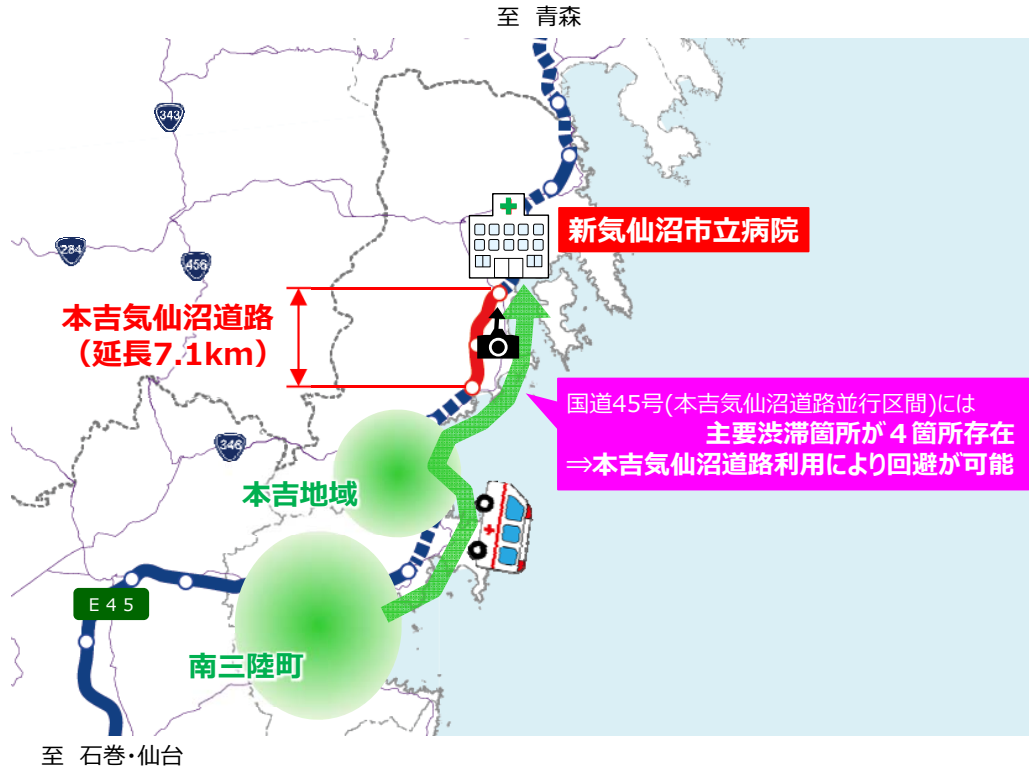 至 青森
343
新気仙沼市立病院
284
456
本吉気仙沼道路
（延長7.1km）
国道45号(本吉気仙沼道路並行区間)には
主要渋滞箇所が４箇所存在
⇒本吉気仙沼道路利用により回避が可能
346
本吉地域
E45
南三陸町
至 石巻・仙台